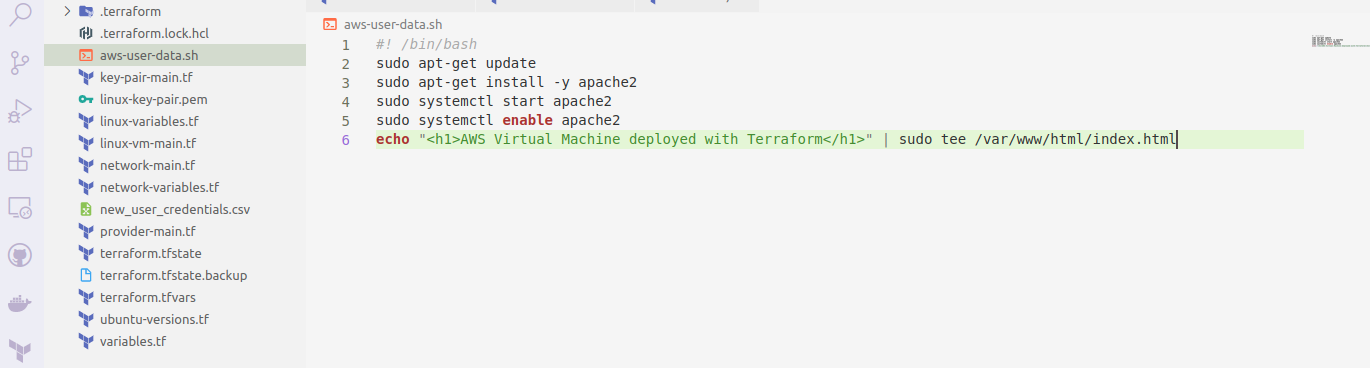 .terraform
.terraform.lock.hcl
aws-user-data.sh
key-pair-main.tf
linux-key-pair.pem
linux-variables.tf
linux-vm-main.tf
network-main.tf
network-variables.tf
new_user_credentials.csv
provider-main.tf
terraform.tfstate
terraform.tfstate.backup
terraform.tfvars
ubuntu-versions.tf
variables.tf
aws-user-data.sh
1 #! /bin/bash
2 sudo apt-get update
3 sudo apt-get install -y apache2
4 sudo systemctl start apache2
5 sudo systemctl enable apache2
6 echo "<h1>AWS Virtual Machine deployed with Terraform</h1>" | sudo tee /var/www/html/index.html